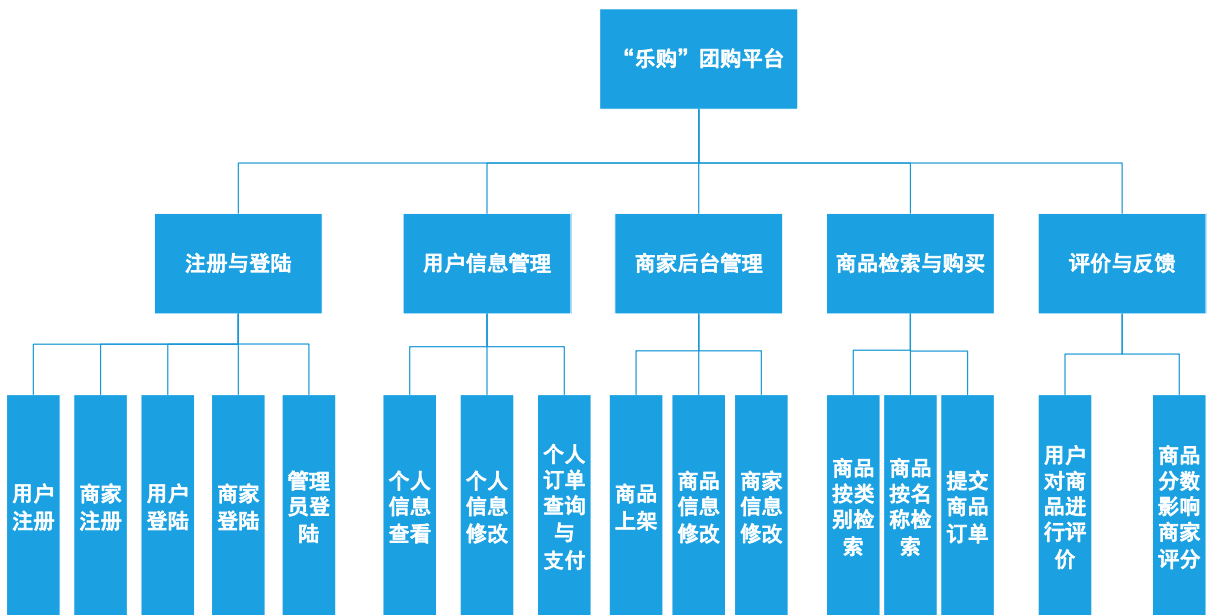 “乐购”团购平台
注册与登陆
用户信息管理
商家后台管理
商品检索与购买
评价与反馈
用户
注册
商家
注册
用户
登陆
商家
登陆
管理
员登
陆
个人
信息
查看
个人
信息
修改
个人
订单
查询
与
支付
商品
上架
商品
信息
修改
商家
信息
修改
商品
按类
别检
索
商品
按名
称检
索
提交
商品
订单
用户
对商
品进
行评
价
商品
分数
影响
商家
评分